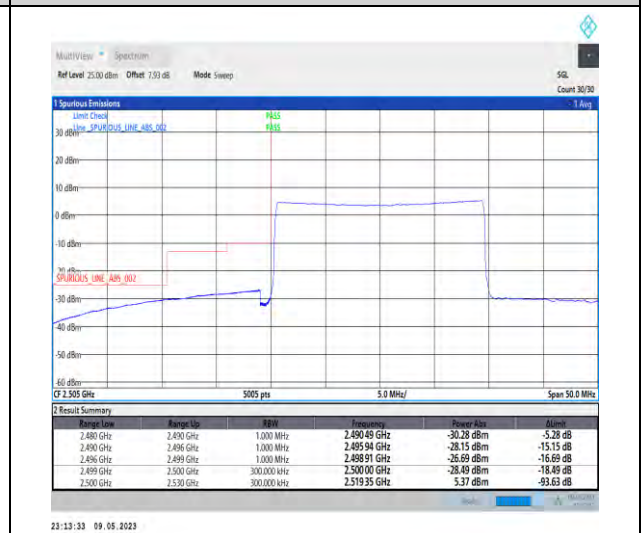 MultiView Spectrum
Ref Level 25.00 dBm Offset 7.93 dB Mode Sweep SGL
Count 30/30
1 Spurious Emissions 1 Avg
Limit Check PASS
Line _SPURIOUS_LINE_ABS_002 PASS
30 dBm
20 dBm
10 dBm
0 dBm
-10 dBm
-20 dBm
SPURIOUS_LINE_ABS_002
-30 dBm
-40 dBm
-50 dBm
-60 dBm
CF 2.505 GHz 5005 pts 5.0 MHz/ Span 50.0 MHz
2 Result Summary
Range Low Range Up RBW Frequency Power Abs ΔLimit
2.480 GHz 2.490 GHz 1.000 MHz 2.490 49 GHz -30.28 dBm -5.28 dB
2.490 GHz 2.496 GHz 1.000 MHz 2.495 94 GHz -28.15 dBm -15.15 dB
2.496 GHz 2.499 GHz 1.000 MHz 2.498 91 GHz -26.69 dBm -16.69 dB
2.499 GHz 2.500 GHz 300.000 kHz 2.500 00 GHz -28.49 dBm -18.49 dB
2.500 GHz 2.530 GHz 300.000 kHz 2.519 35 GHz 5.37 dBm -93.63 dB
23:13:33 09.05.2023